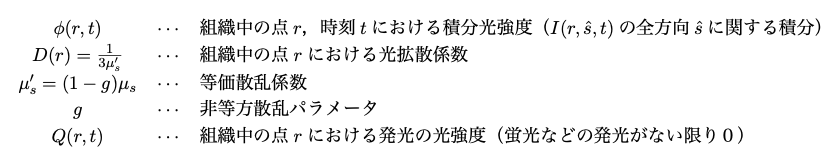 ϕ(r, t) ⋯ 組織中の点 r，時刻 t における積分光強度（I(r, ŝ, t) の全方向 ŝ に関する積分）
D(r) = 1/(3μ′ₛ) ⋯ 組織中の点 r における光拡散係数
μ′ₛ = (1 − g)μₛ ⋯ 等価散乱係数
g ⋯ 非等方散乱パラメータ
Q(r, t) ⋯ 組織中の点 r における発光の光強度（蛍光などの発光がない限り０）